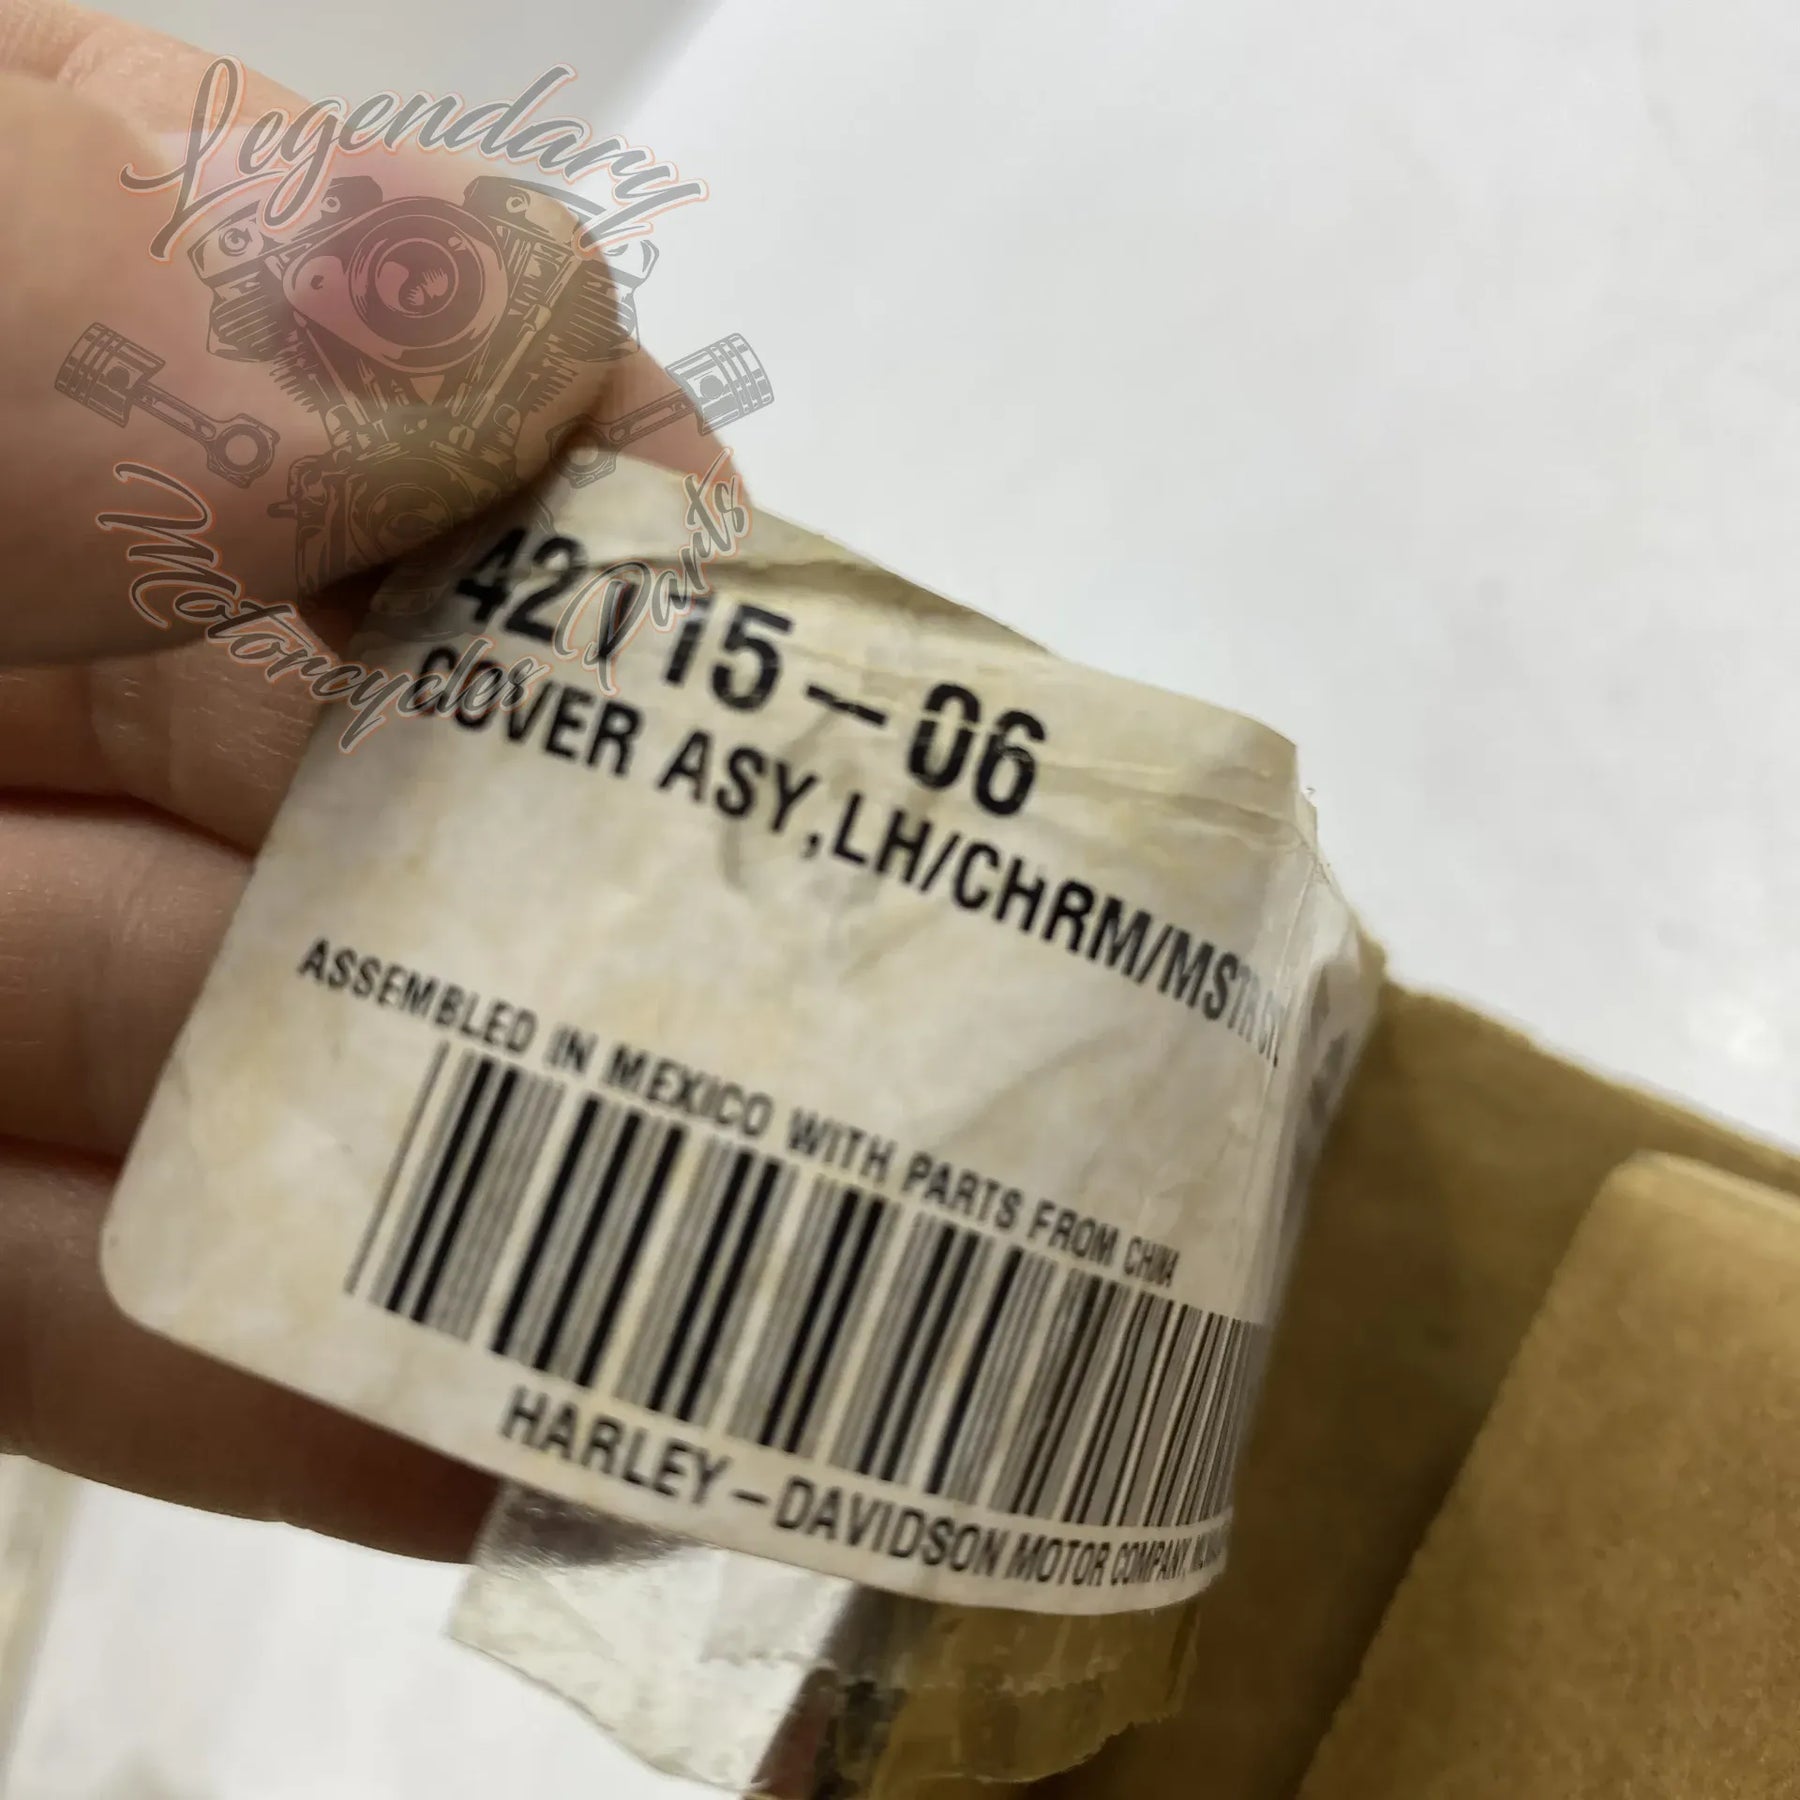 Legendary
Motorcycles Parts
15-06
COVER ASY,LH/CHRM/MSTR CYL
ASSEMBLED IN MEXICO WITH PARTS FROM CHINA
HARLEY-DAVIDSON MOTOR COMPANY,